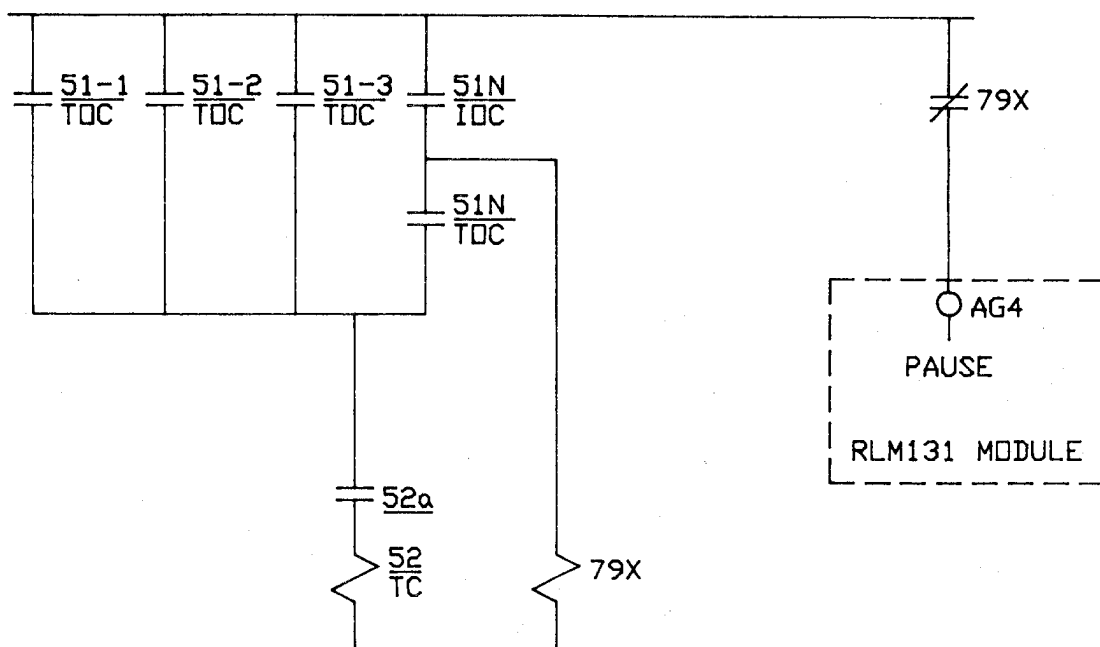 51-1
TOC
51-2
TOC
51-3
TOC
51N
IOC
79X
51N
TOC
AG4
PAUSE
RLM131 MODULE
52a
52
TC
79X